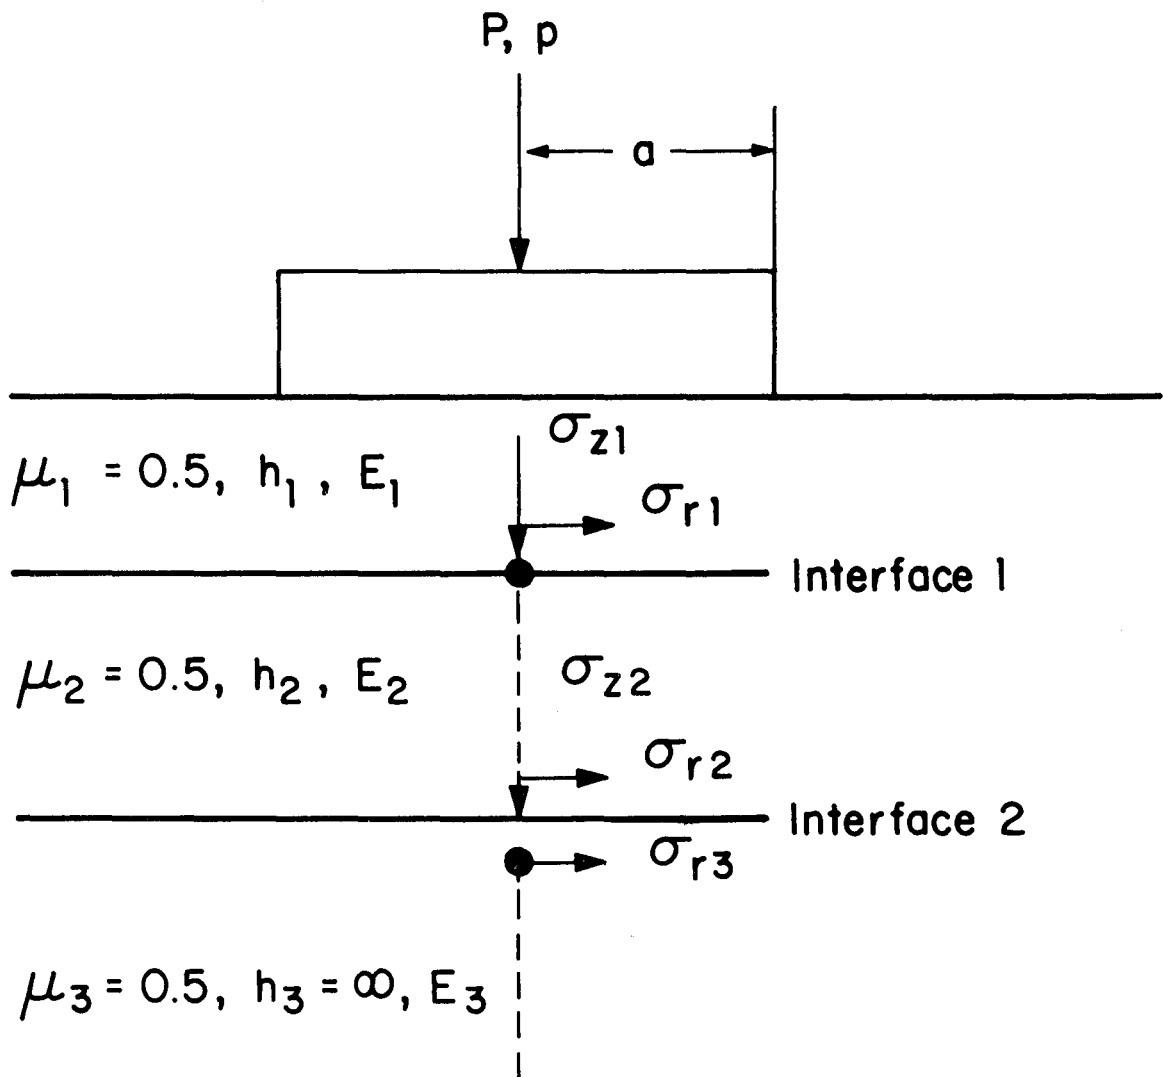 P, p
a
σz1
μ1 = 0.5, h1, E1
σr1
Interface 1
μ2 = 0.5, h2, E2
σz2
σr2
Interface 2
σr3
μ3 = 0.5, h3 = ∞, E3